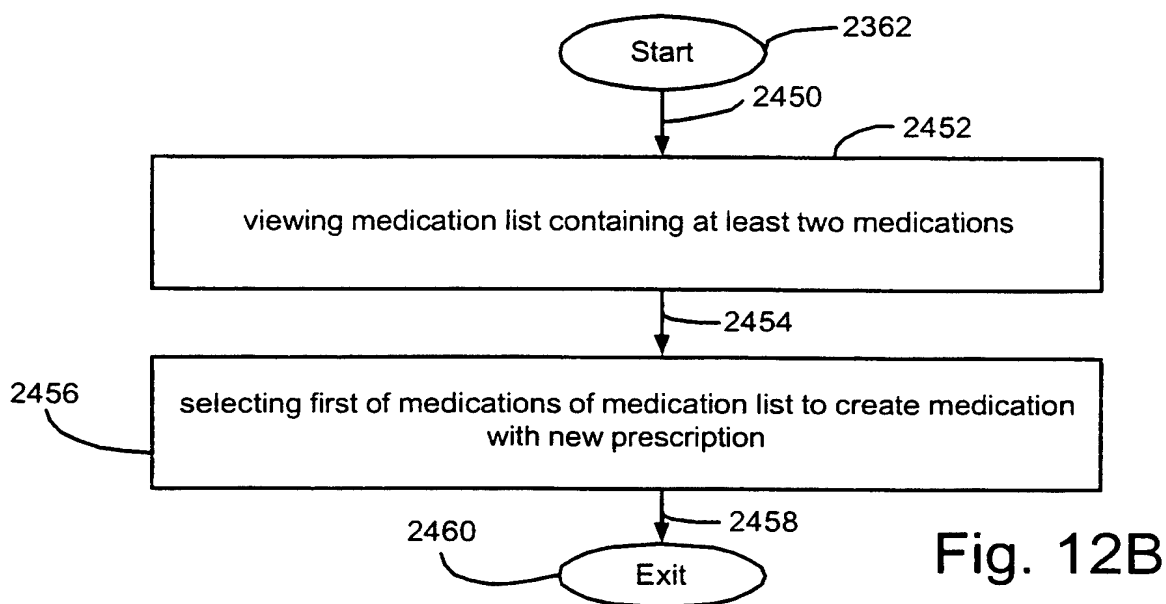 Start
2362
2450
2452
viewing medication list containing at least two medications
2454
2456
selecting first of medications of medication list to create medication
with new prescription
2458
2460
Exit
Fig. 12B